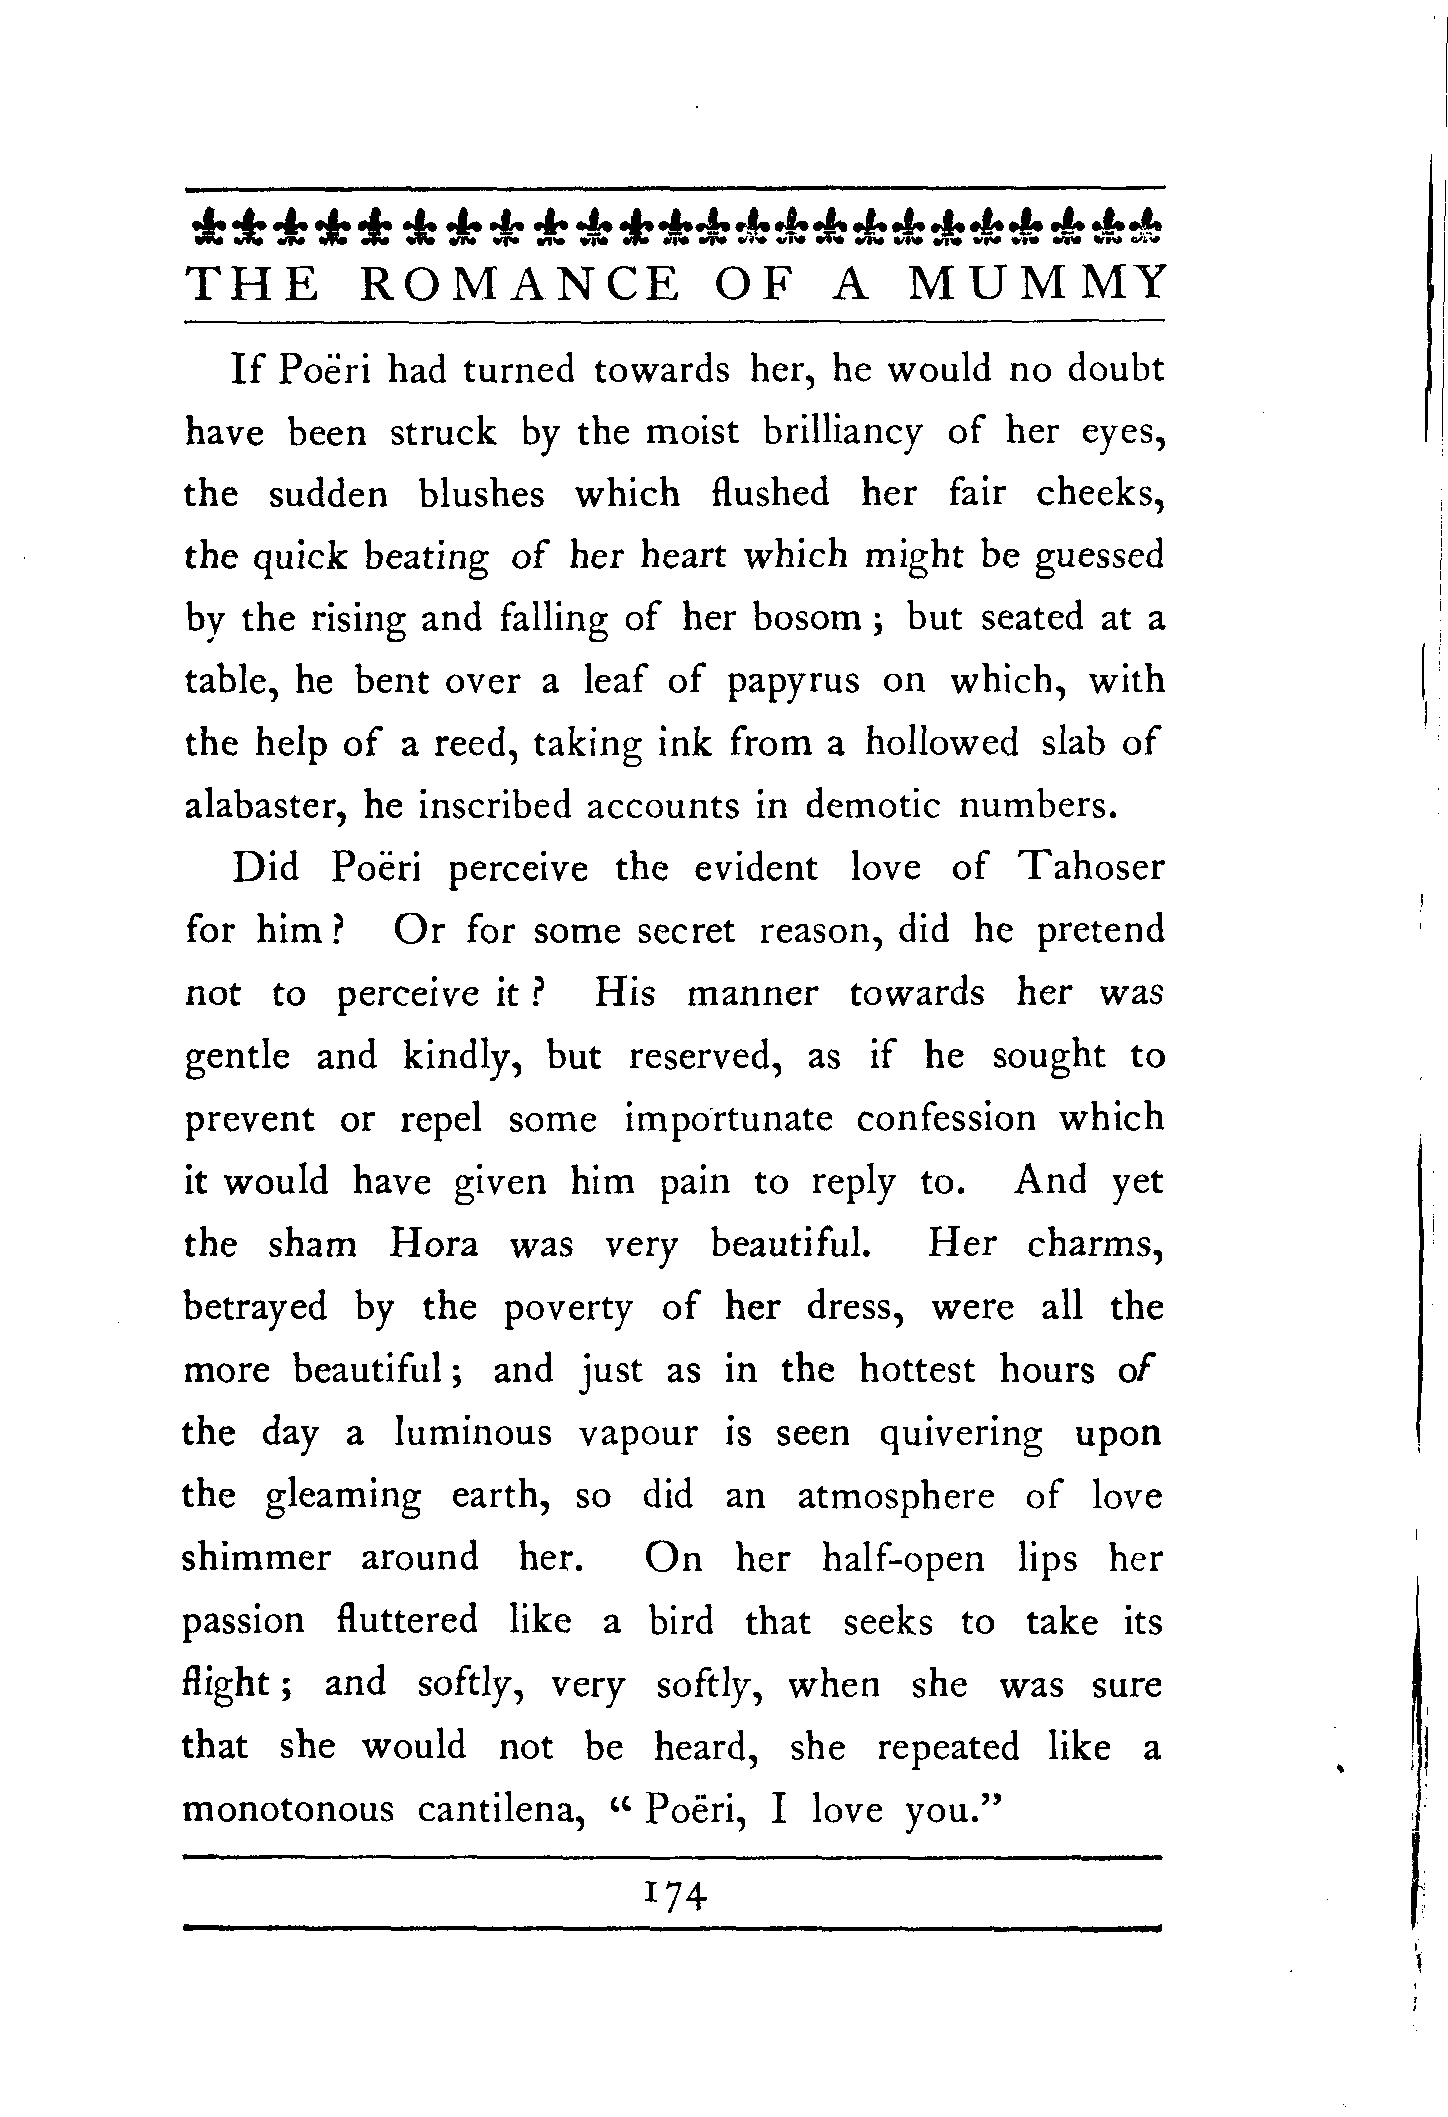 THE ROMANCE OF A MUMMY
If Poëri had turned towards her, he would no doubt
have been struck by the moist brilliancy of her eyes,
the sudden blushes which flushed her fair cheeks,
the quick beating of her heart which might be guessed
by the rising and falling of her bosom ; but seated at a
table, he bent over a leaf of papyrus on which, with
the help of a reed, taking ink from a hollowed slab of
alabaster, he inscribed accounts in demotic numbers.
Did Poëri perceive the evident love of Tahoser
for him ? Or for some secret reason, did he pretend
not to perceive it ? His manner towards her was
gentle and kindly, but reserved, as if he sought to
prevent or repel some importunate confession which
it would have given him pain to reply to. And yet
the sham Hora was very beautiful. Her charms,
betrayed by the poverty of her dress, were all the
more beautiful ; and just as in the hottest hours of
the day a luminous vapour is seen quivering upon
the gleaming earth, so did an atmosphere of love
shimmer around her. On her half-open lips her
passion fluttered like a bird that seeks to take its
flight ; and softly, very softly, when she was sure
that she would not be heard, she repeated like a
monotonous cantilena, “ Poëri, I love you.”
174